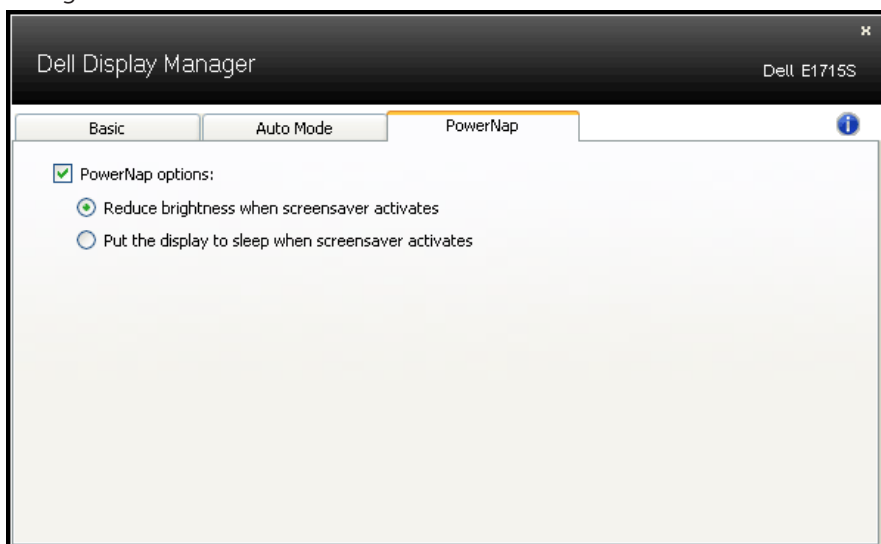 x
Dell Display Manager
Dell E1715S
Basic
Auto Mode
PowerNap
i
PowerNap options:
Reduce brightness when screensaver activates
Put the display to sleep when screensaver activates